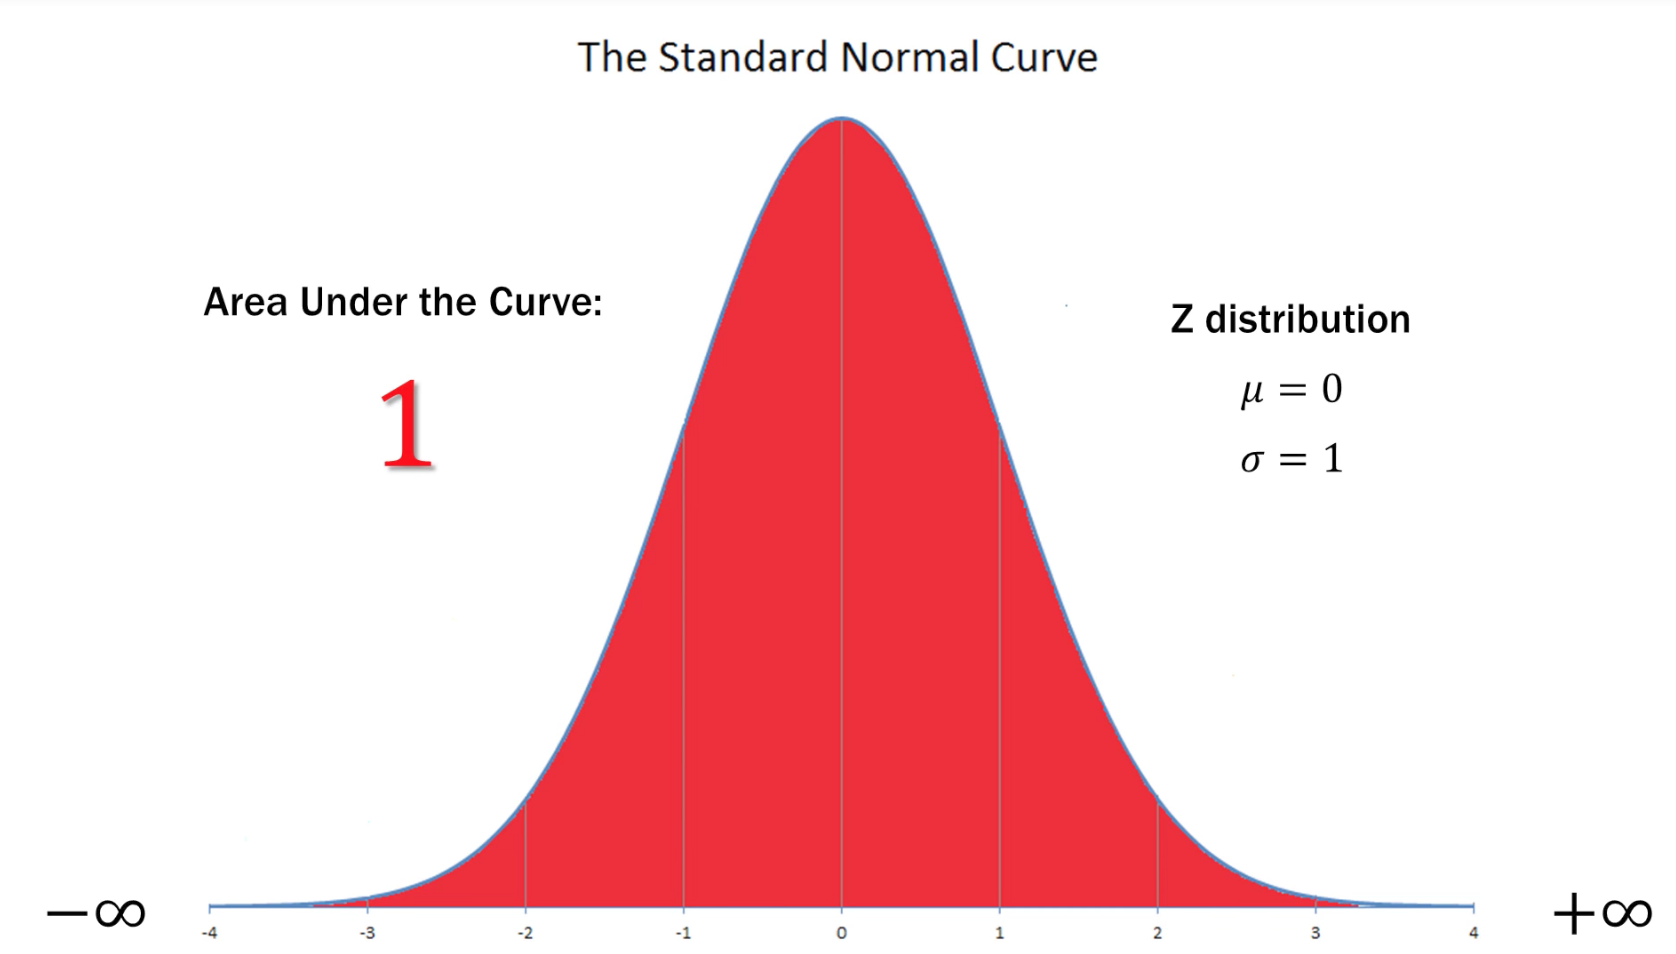 The Standard Normal Curve
Area Under the Curve:
1
Z distribution
μ = 0
σ = 1
−∞
-4 -3 -2 -1 0 1 2 3 4
+∞